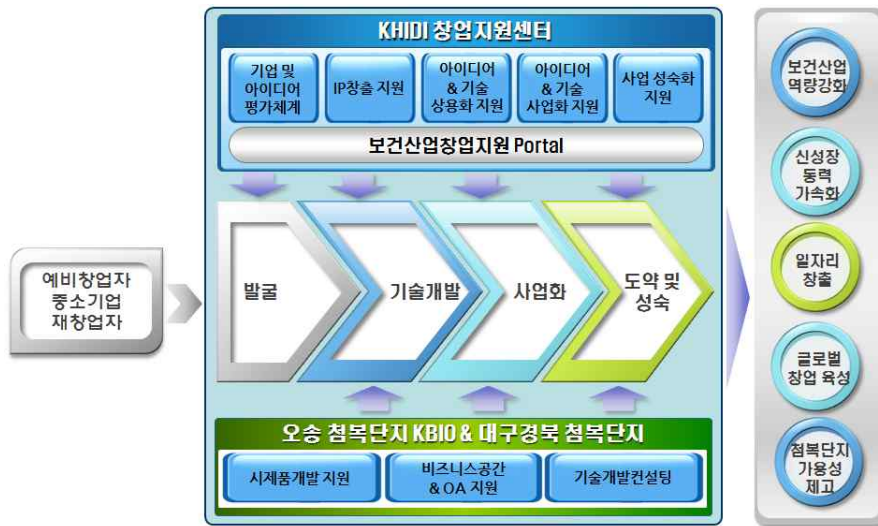 KHIDI 창업지원센터
기업 및
아이디어
평가체계
IP창출 지원
아이디어
& 기술
상용화 지원
아이디어
& 기술
사업화 지원
사업 성숙화
지원
보건산업창업지원 Portal
예비창업자
중소기업
재창업자
발굴
기술개발
사업화
도약 및
성숙
오송 첨복단지 KBIO & 대구경북 첨복단지
시제품개발 지원
비즈니스공간
& OA 지원
기술개발컨설팅
보건산업
역량강화
신성장
동력
가속화
일자리
창출
글로벌
창업 육성
첨복단지
가용성
제고